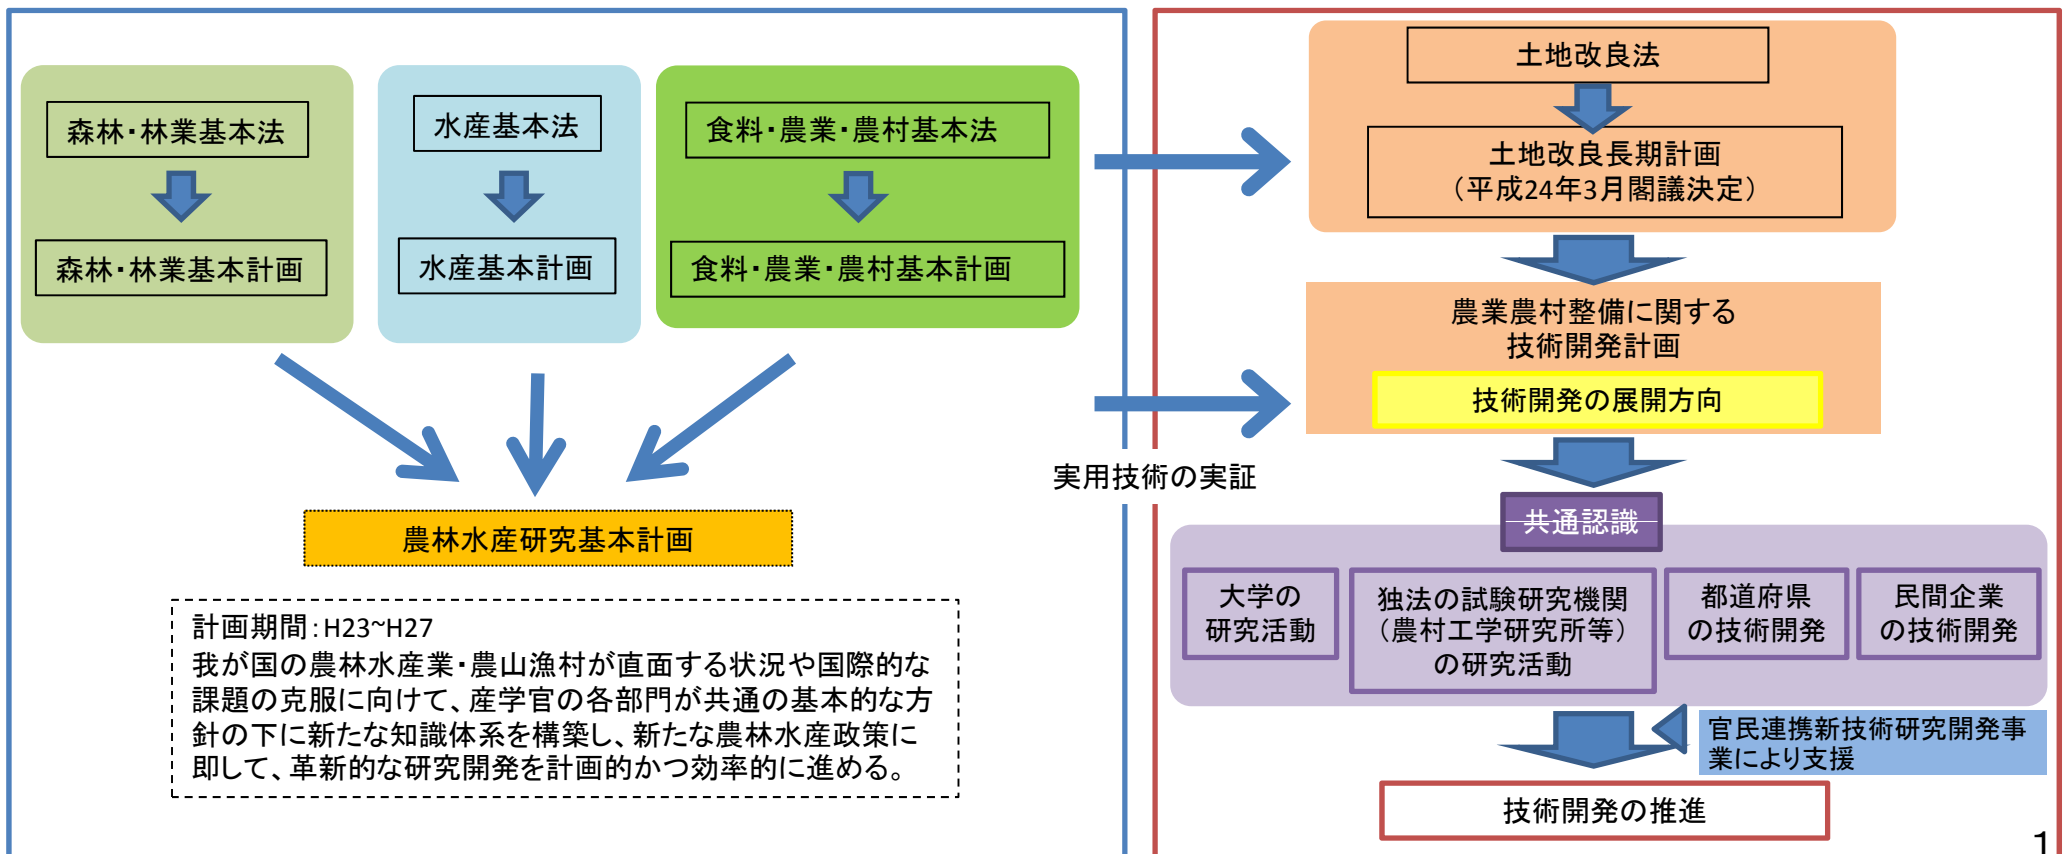 森林・林業基本法
森林・林業基本計画
水産基本法
水産基本計画
食料・農業・農村基本法
食料・農業・農村基本計画
農林水産研究基本計画
計画期間：H23~H27
我が国の農林水産業・農山漁村が直面する状況や国際的な
課題の克服に向けて、産学官の各部門が共通の基本的な方
針の下に新たな知識体系を構築し、新たな農林水産政策に
即して、革新的な研究開発を計画的かつ効率的に進める。
実用技術の実証
土地改良法
土地改良長期計画
（平成24年3月閣議決定）
農業農村整備に関する
技術開発計画
技術開発の展開方向
共通認識
大学の
研究活動
独法の試験研究機関
（農村工学研究所等）
の研究活動
都道府県
の技術開発
民間企業
の技術開発
官民連携新技術研究開発事
業により支援
技術開発の推進
1